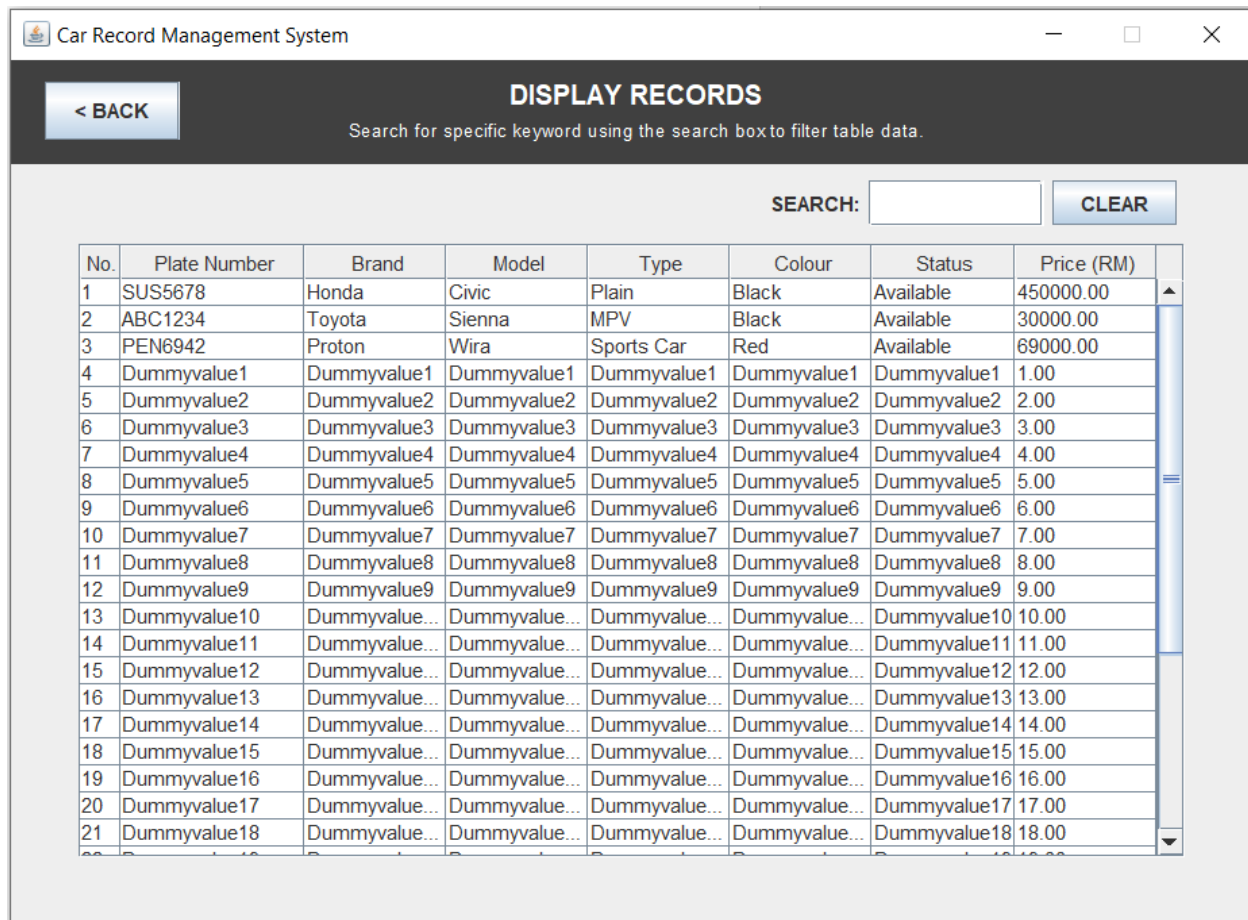 Car Record Management System
< BACK
DISPLAY RECORDS
Search for specific keyword using the search box to filter table data.
SEARCH: CLEAR
No. Plate Number Brand Model Type Colour Status Price (RM)
1 SUS5678 Honda Civic Plain Black Available 450000.00
2 ABC1234 Toyota Sienna MPV Black Available 30000.00
3 PEN6942 Proton Wira Sports Car Red Available 69000.00
4 Dummyvalue1 Dummyvalue1 Dummyvalue1 Dummyvalue1 Dummyvalue1 Dummyvalue1 1.00
5 Dummyvalue2 Dummyvalue2 Dummyvalue2 Dummyvalue2 Dummyvalue2 Dummyvalue2 2.00
6 Dummyvalue3 Dummyvalue3 Dummyvalue3 Dummyvalue3 Dummyvalue3 Dummyvalue3 3.00
7 Dummyvalue4 Dummyvalue4 Dummyvalue4 Dummyvalue4 Dummyvalue4 Dummyvalue4 4.00
8 Dummyvalue5 Dummyvalue5 Dummyvalue5 Dummyvalue5 Dummyvalue5 Dummyvalue5 5.00
9 Dummyvalue6 Dummyvalue6 Dummyvalue6 Dummyvalue6 Dummyvalue6 Dummyvalue6 6.00
10 Dummyvalue7 Dummyvalue7 Dummyvalue7 Dummyvalue7 Dummyvalue7 Dummyvalue7 7.00
11 Dummyvalue8 Dummyvalue8 Dummyvalue8 Dummyvalue8 Dummyvalue8 Dummyvalue8 8.00
12 Dummyvalue9 Dummyvalue9 Dummyvalue9 Dummyvalue9 Dummyvalue9 Dummyvalue9 9.00
13 Dummyvalue10 Dummyvalue... Dummyvalue... Dummyvalue... Dummyvalue... Dummyvalue10 10.00
14 Dummyvalue11 Dummyvalue... Dummyvalue... Dummyvalue... Dummyvalue... Dummyvalue11 11.00
15 Dummyvalue12 Dummyvalue... Dummyvalue... Dummyvalue... Dummyvalue... Dummyvalue12 12.00
16 Dummyvalue13 Dummyvalue... Dummyvalue... Dummyvalue... Dummyvalue... Dummyvalue13 13.00
17 Dummyvalue14 Dummyvalue... Dummyvalue... Dummyvalue... Dummyvalue... Dummyvalue14 14.00
18 Dummyvalue15 Dummyvalue... Dummyvalue... Dummyvalue... Dummyvalue... Dummyvalue15 15.00
19 Dummyvalue16 Dummyvalue... Dummyvalue... Dummyvalue... Dummyvalue... Dummyvalue16 16.00
20 Dummyvalue17 Dummyvalue... Dummyvalue... Dummyvalue... Dummyvalue... Dummyvalue17 17.00
21 Dummyvalue18 Dummyvalue... Dummyvalue... Dummyvalue... Dummyvalue... Dummyvalue18 18.00